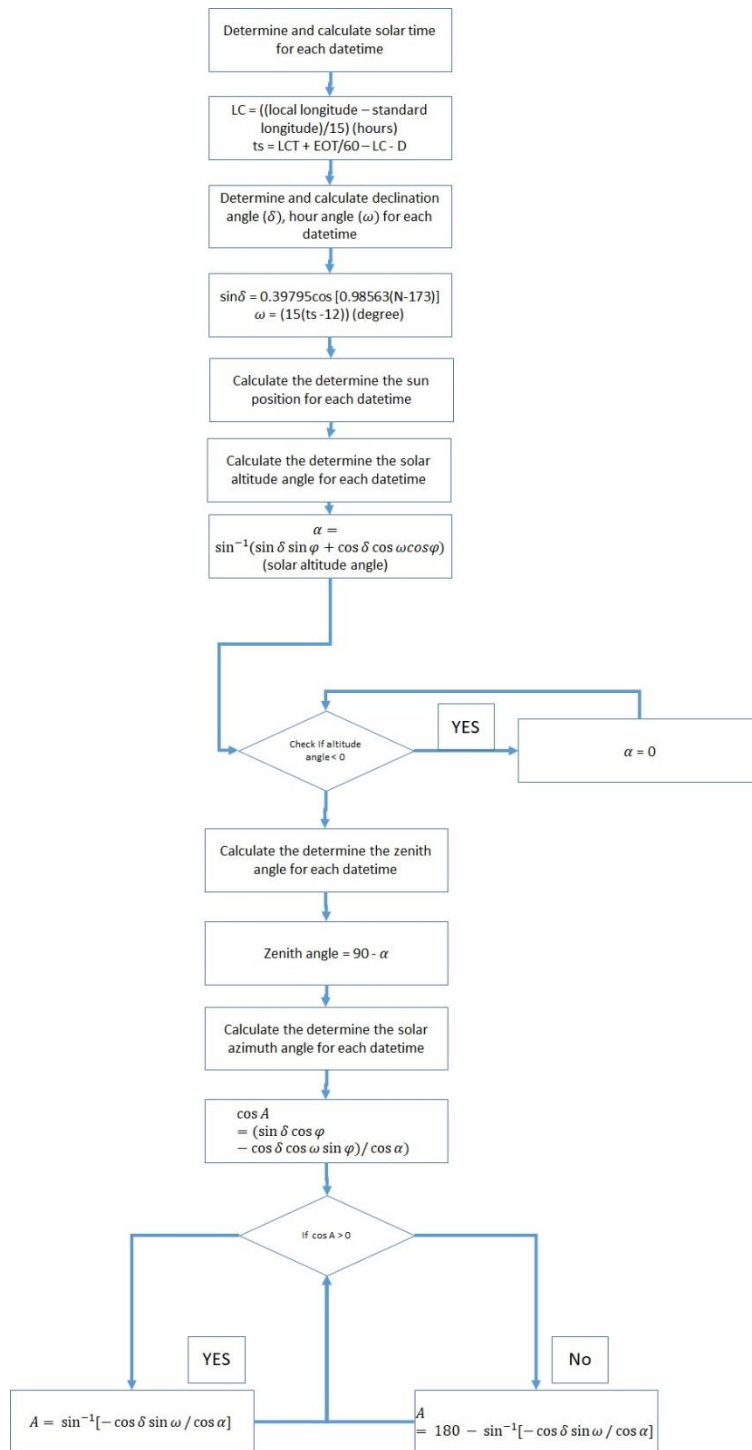 Determine and calculate solar time
for each datetime
LC = ((local longitude – standard
longitude)/15) (hours)
ts = LCT + EOT/60 – LC - D
Determine and calculate declination
angle (𝛿), hour angle (𝜔) for each
datetime
sin𝛿 = 0.39795cos [0.98563(N-173)]
𝜔 = (15(ts -12)) (degree)
Calculate the determine the sun
position for each datetime
Calculate the determine the solar
altitude angle for each datetime
𝛼 =
sin⁻¹(sin 𝛿 sin 𝜑 + cos 𝛿 cos 𝜔𝑐𝑜𝑠𝜑)
(solar altitude angle)
Check If altitude
angle < 0
YES
𝛼 = 0
Calculate the determine the zenith
angle for each datetime
Zenith angle = 90 - 𝛼
Calculate the determine the solar
azimuth angle for each datetime
cos 𝐴
= (sin 𝛿 cos 𝜑
− cos 𝛿 cos 𝜔 sin 𝜑)/ cos 𝛼)
If cos A > 0
YES
No
𝐴 = sin⁻¹[− cos 𝛿 sin 𝜔 / cos 𝛼]
𝐴
= 180 − sin⁻¹[− cos 𝛿 sin 𝜔 / cos 𝛼]